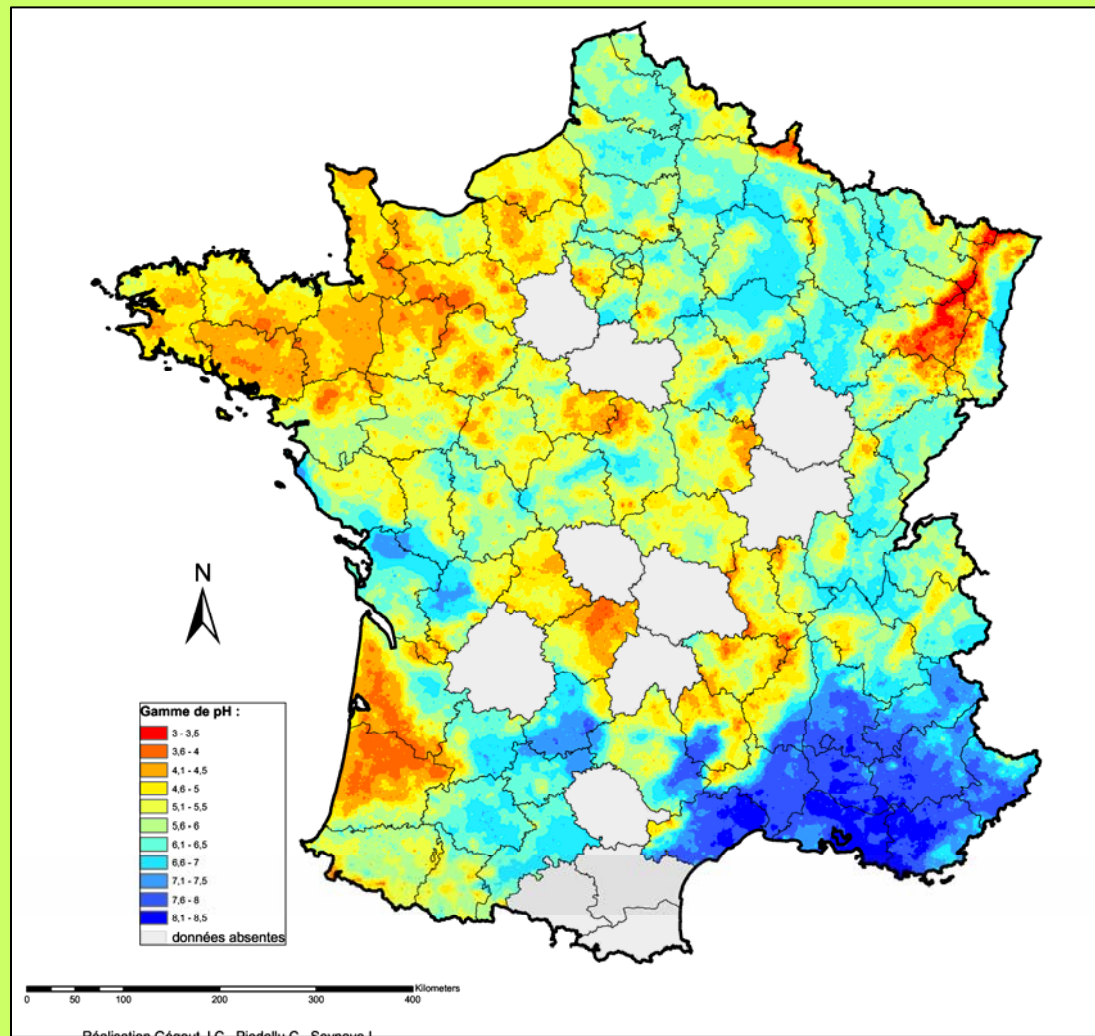 N
Gamme de pH :
3 - 3,5
3,6 - 4
4,1 - 4,5
4,6 - 5
5,1 - 5,5
5,6 - 6
6,1 - 6,5
6,6 - 7
7,1 - 7,5
7,6 - 8
8,1 - 8,5
données absentes
Kilometers
0 50 100 200 300 400
Réalisation